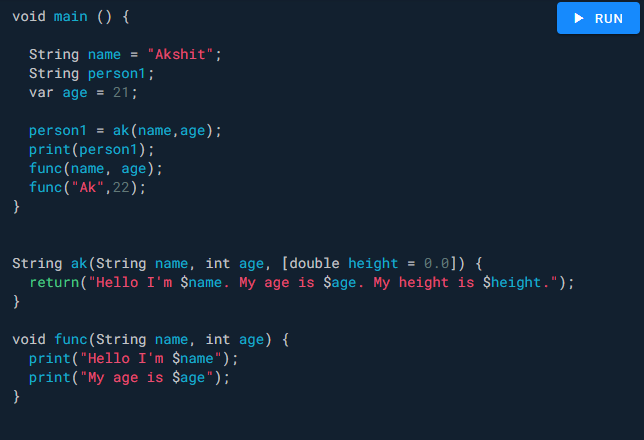 void main () {
RUN
String name = "Akshit";
String person1;
var age = 21;
person1 = ak(name,age);
print(person1);
func(name, age);
func("Ak",22);
}
String ak(String name, int age, [double height = 0.0]) {
return("Hello I'm $name. My age is $age. My height is $height.");
}
void func(String name, int age) {
print("Hello I'm $name");
print("My age is $age");
}